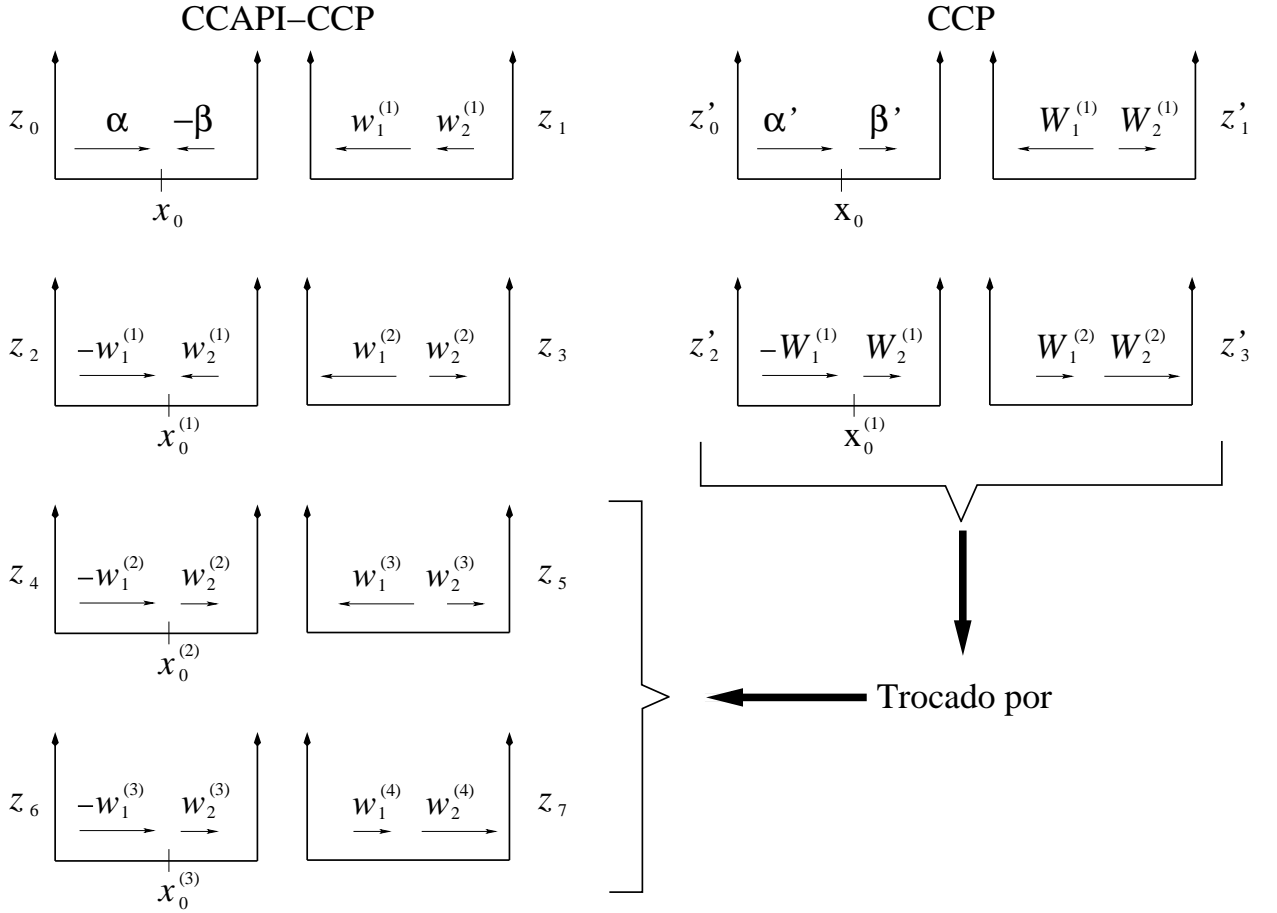 CCAPI–CCP CCP
z₀ α –β w₁⁽¹⁾ w₂⁽¹⁾ z₁ z'₀ α' β' W₁⁽¹⁾ W₂⁽¹⁾ z'₁
x₀ x₀
z₂ –w₁⁽¹⁾ w₂⁽¹⁾ w₁⁽²⁾ w₂⁽²⁾ z₃ z'₂ –W₁⁽¹⁾ W₂⁽¹⁾ W₁⁽²⁾ W₂⁽²⁾ z'₃
x₀⁽¹⁾ x₀⁽¹⁾
z₄ –w₁⁽²⁾ w₂⁽²⁾ w₁⁽³⁾ w₂⁽³⁾ z₅
x₀⁽²⁾
Trocado por
z₆ –w₁⁽³⁾ w₂⁽³⁾ w₁⁽⁴⁾ w₂⁽⁴⁾ z₇
x₀⁽³⁾